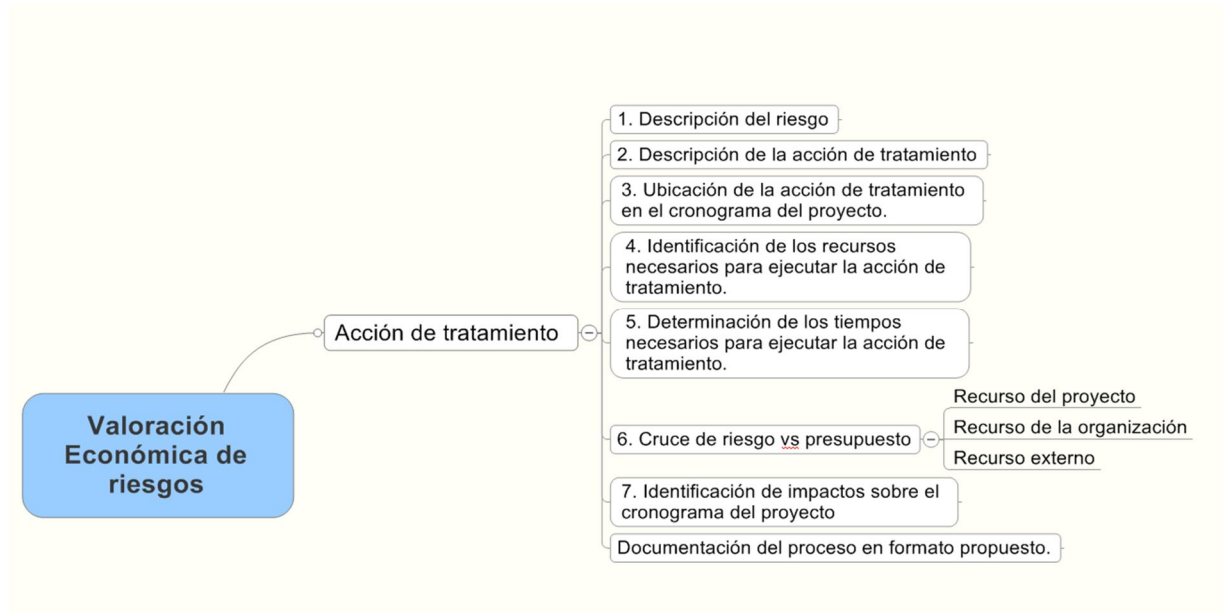 Valoración
Económica de
riesgos
Acción de tratamiento
1. Descripción del riesgo
2. Descripción de la acción de tratamiento
3. Ubicación de la acción de tratamiento
en el cronograma del proyecto.
4. Identificación de los recursos
necesarios para ejecutar la acción de
tratamiento.
5. Determinación de los tiempos
necesarios para ejecutar la acción de
tratamiento.
6. Cruce de riesgo vs presupuesto
Recurso del proyecto
Recurso de la organización
Recurso externo
7. Identificación de impactos sobre el
cronograma del proyecto
Documentación del proceso en formato propuesto.